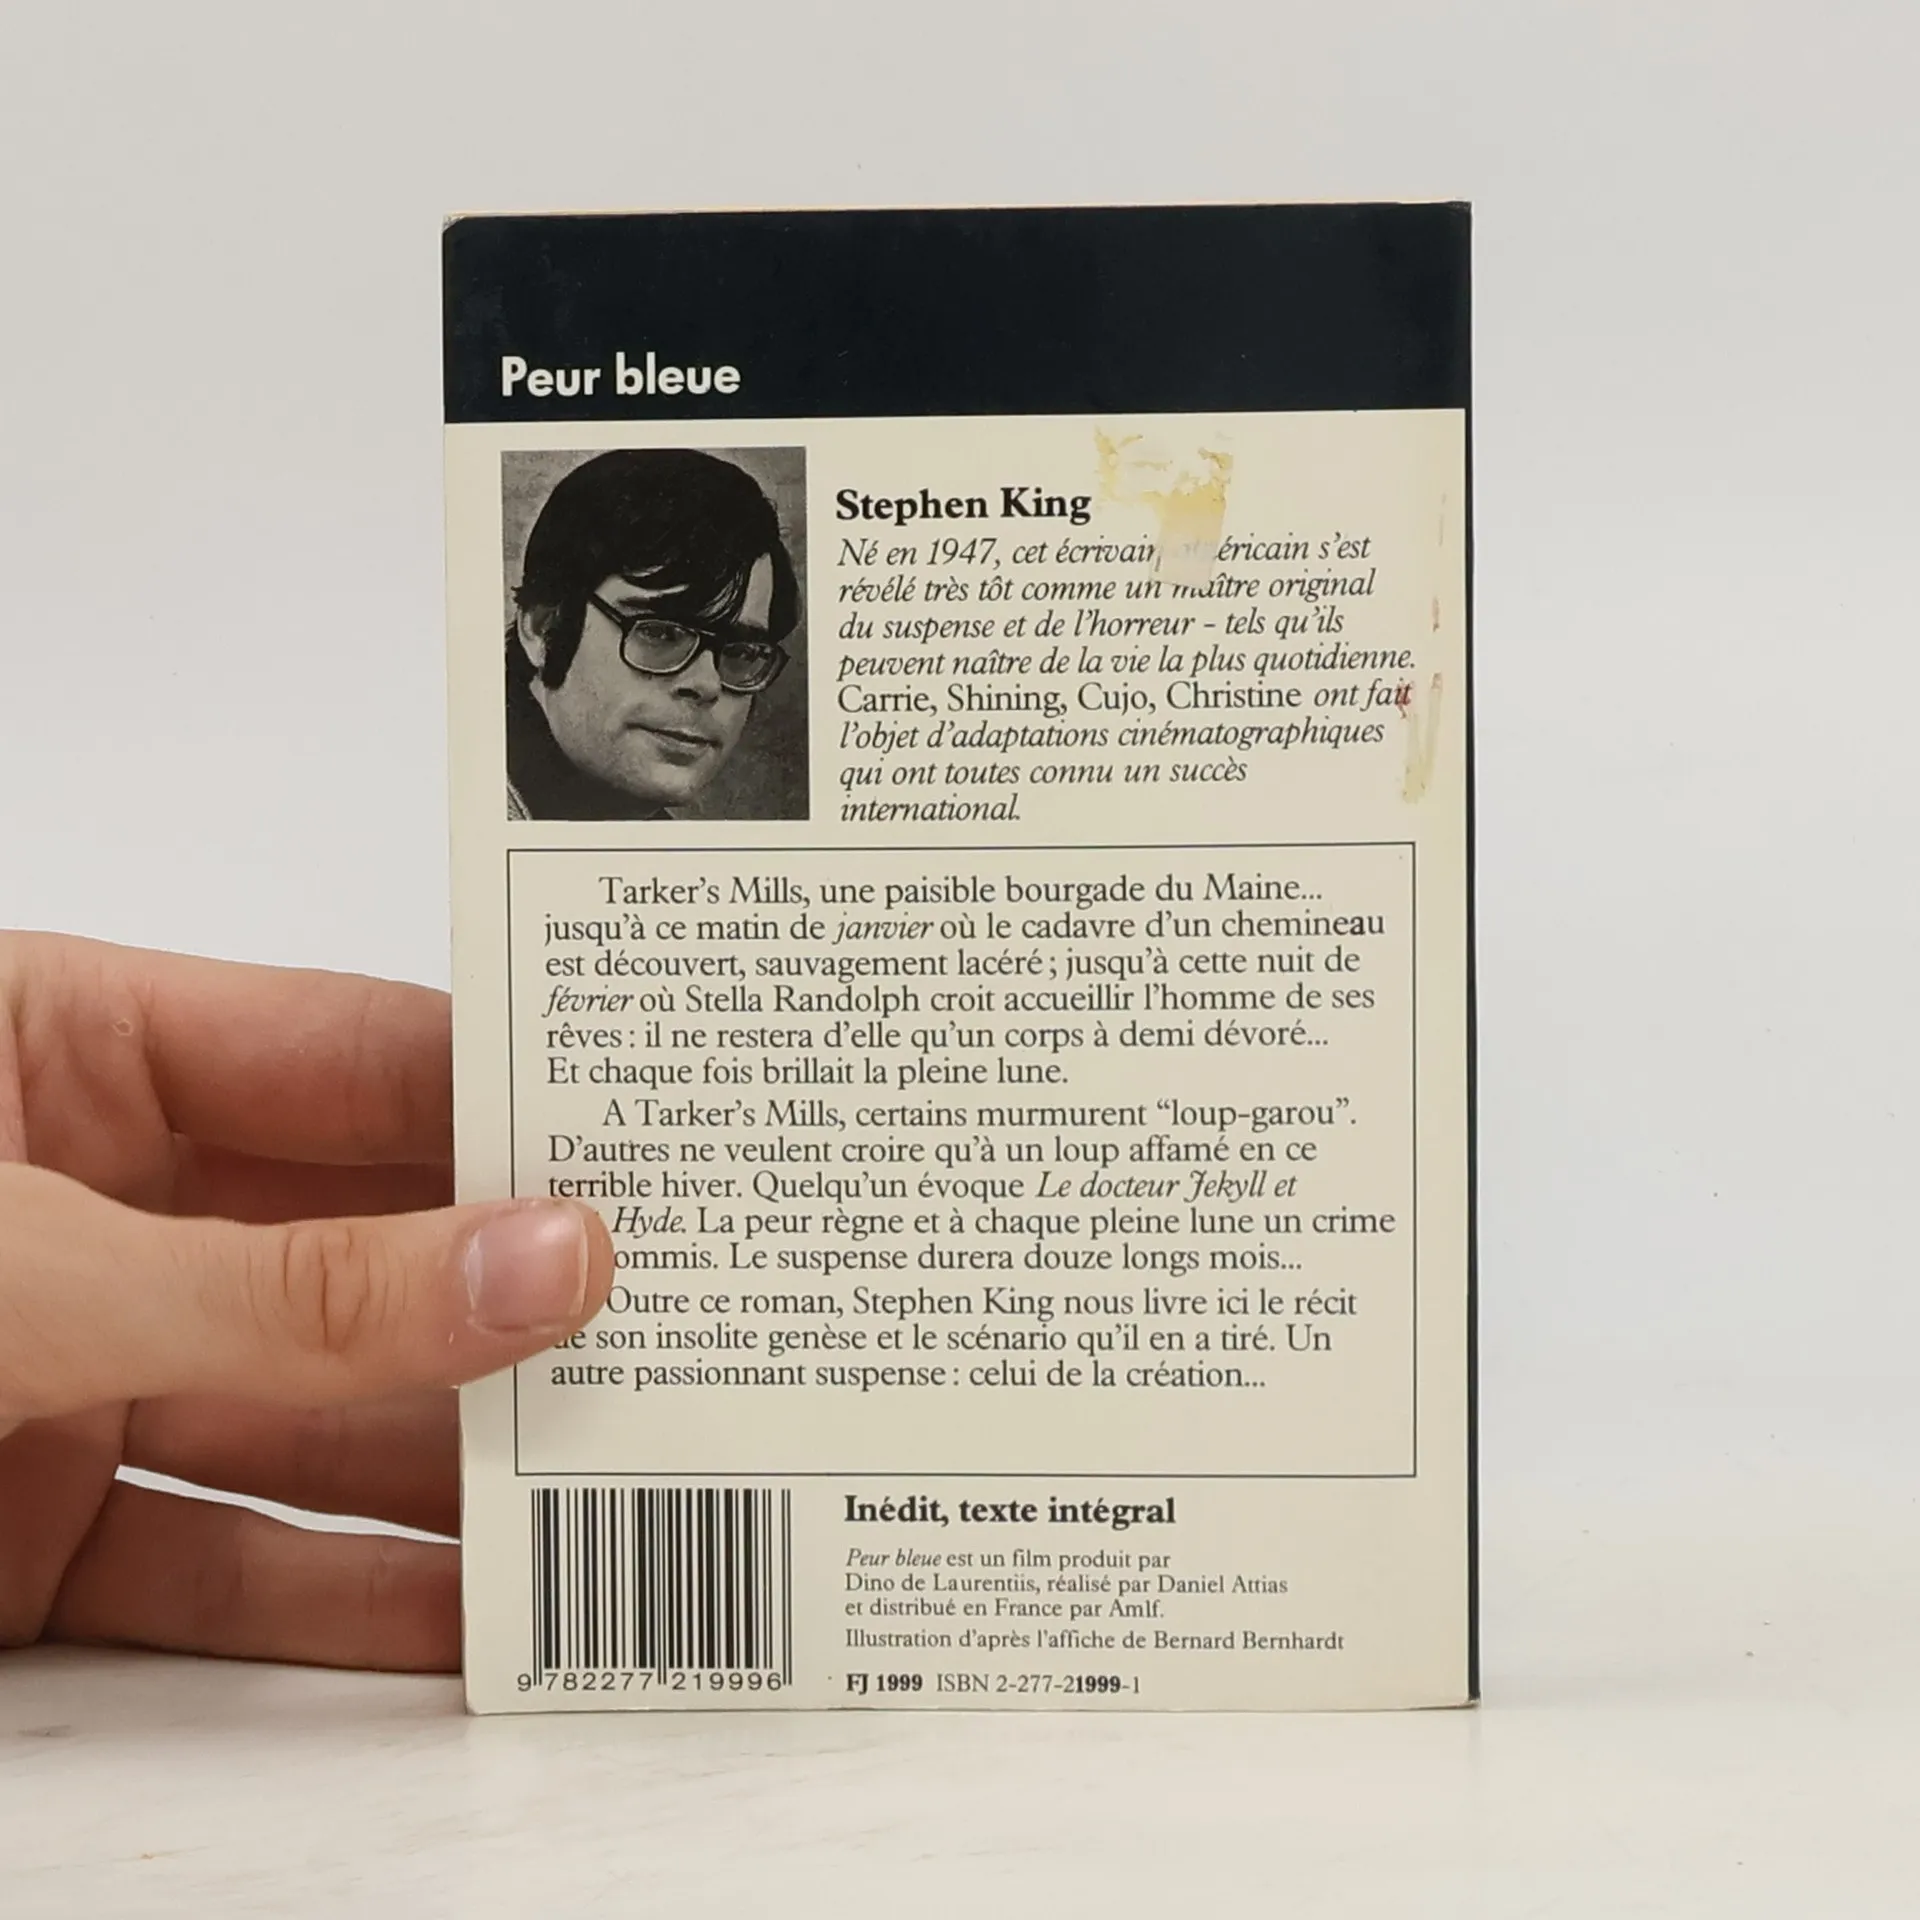 Peur bleue
Stephen King
Né en 1947, cet écrivain s'est
révélé très tôt comme un maître original
du suspense et de l'horreur - tels qu'ils
peuvent naître de la vie la plus quotidienne.
Carrie, Shining, Cujo, Christine ont fait
l'objet d'adaptations cinématographiques
qui ont toutes connu un succès
international.
Tarker's Mills, une paisible bourgade du Maine...
jusqu'à ce matin de janvier où le cadavre d'un chemineau
est découvert, sauvagement lacéré ; jusqu'à cette nuit de
février où Stella Randolph croit accueillir l'homme de ses
rêves : il ne restera d'elle qu'un corps à demi dévoré...
Et chaque fois brillait la pleine lune.
A Tarker's Mills, certains murmurent “loup-garou”.
D'autres ne veulent croire qu'à un loup affamé en ce
terrible hiver. Quelqu'un évoque Le docteur Jekyll et
Hyde. La peur règne et à chaque pleine lune un crime
Le suspense durera douze longs mois...
Outre ce roman, Stephen King nous livre ici le récit
de son insolite genèse et le scénario qu'il en a tiré. Un
autre passionnant suspense : celui de la création...
Inédit, texte intégral
Peur bleue est un film produit par
Dino de Laurentiis, réalisé par Daniel Attias
et distribué en France par Amlf.
Illustration d'après l'affiche de Bernard Bernhardt
9 782277 219996
FJ 1999 ISBN 2-277-21999-1